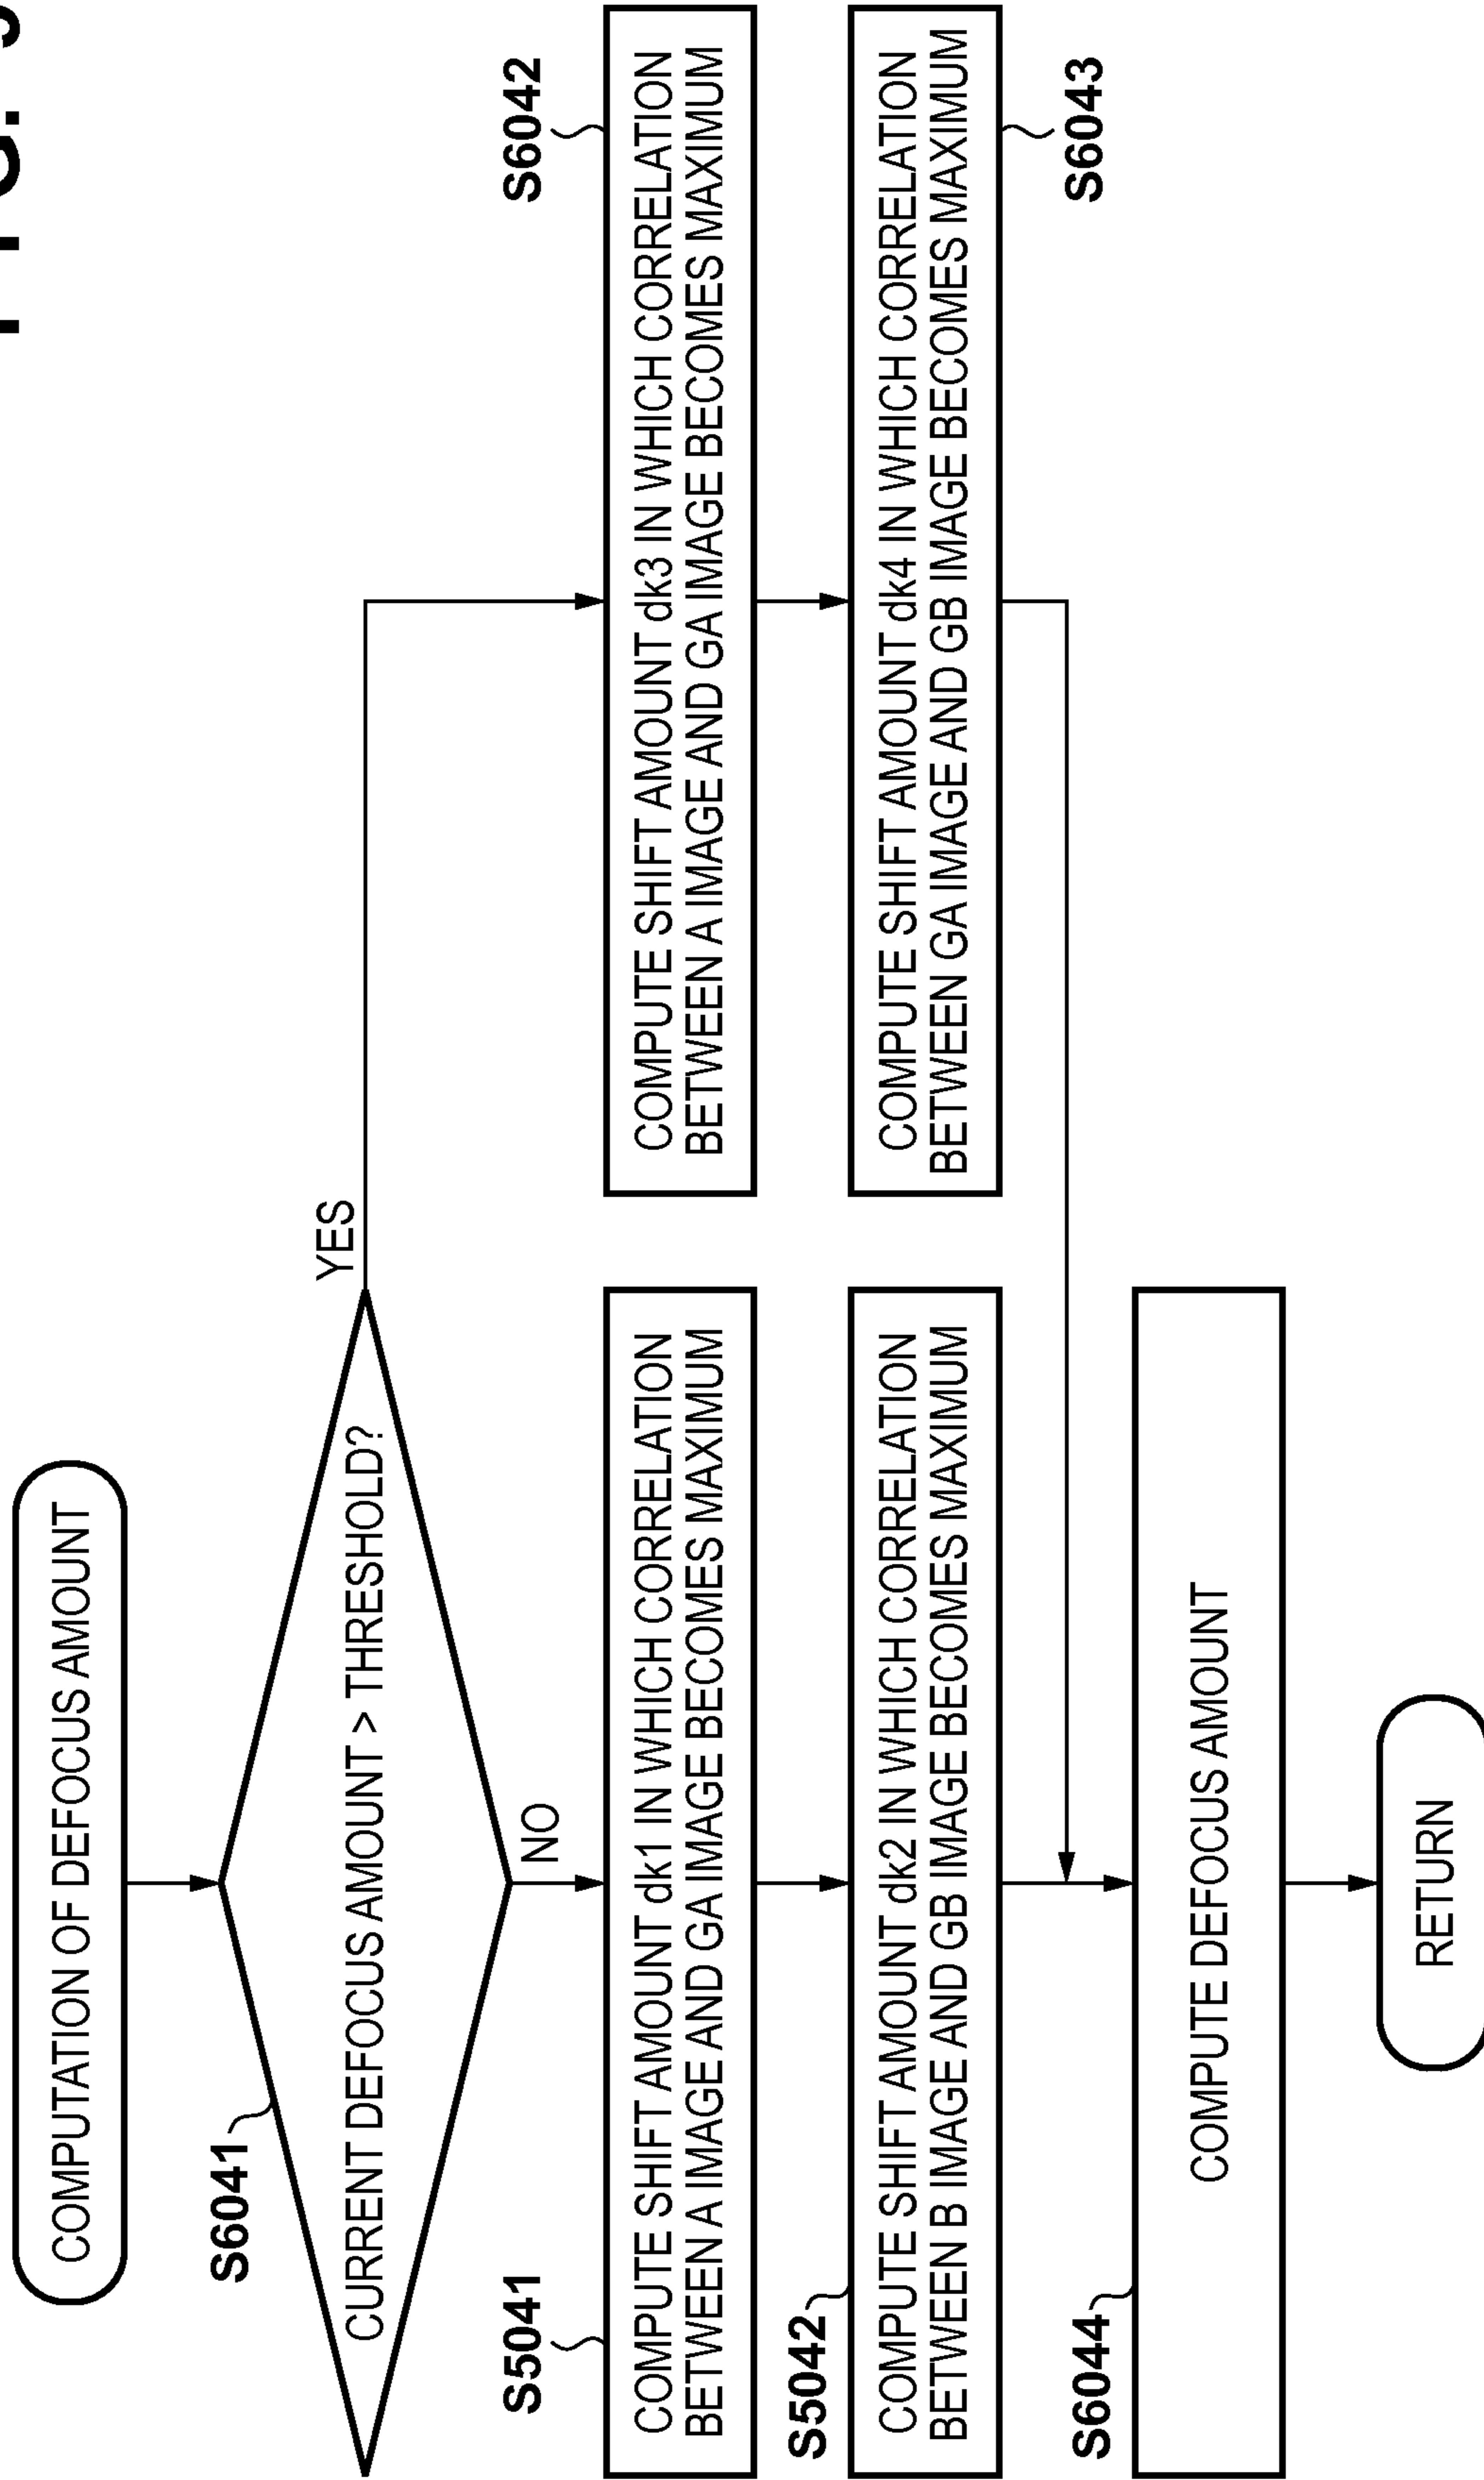 FIG.
COMPUTATION OF DEFOCUS AMOUNT
S6041
CURRENT DEFOCUS AMOUNT > THRESHOLD?
YES
NO
S5041
COMPUTE SHIFT AMOUNT dk1 IN WHICH CORRELATION
BETWEEN A IMAGE AND GA IMAGE BECOMES MAXIMUM
S6042
COMPUTE SHIFT AMOUNT dk3 IN WHICH CORRELATION
BETWEEN A IMAGE AND GA IMAGE BECOMES MAXIMUM
S5042
COMPUTE SHIFT AMOUNT dk2 IN WHICH CORRELATION
BETWEEN B IMAGE AND GB IMAGE BECOMES MAXIMUM
COMPUTE SHIFT AMOUNT dk4 IN WHICH CORRELATION
BETWEEN GA IMAGE AND GB IMAGE BECOMES MAXIMUM
S6043
S6044
COMPUTE DEFOCUS AMOUNT
RETURN